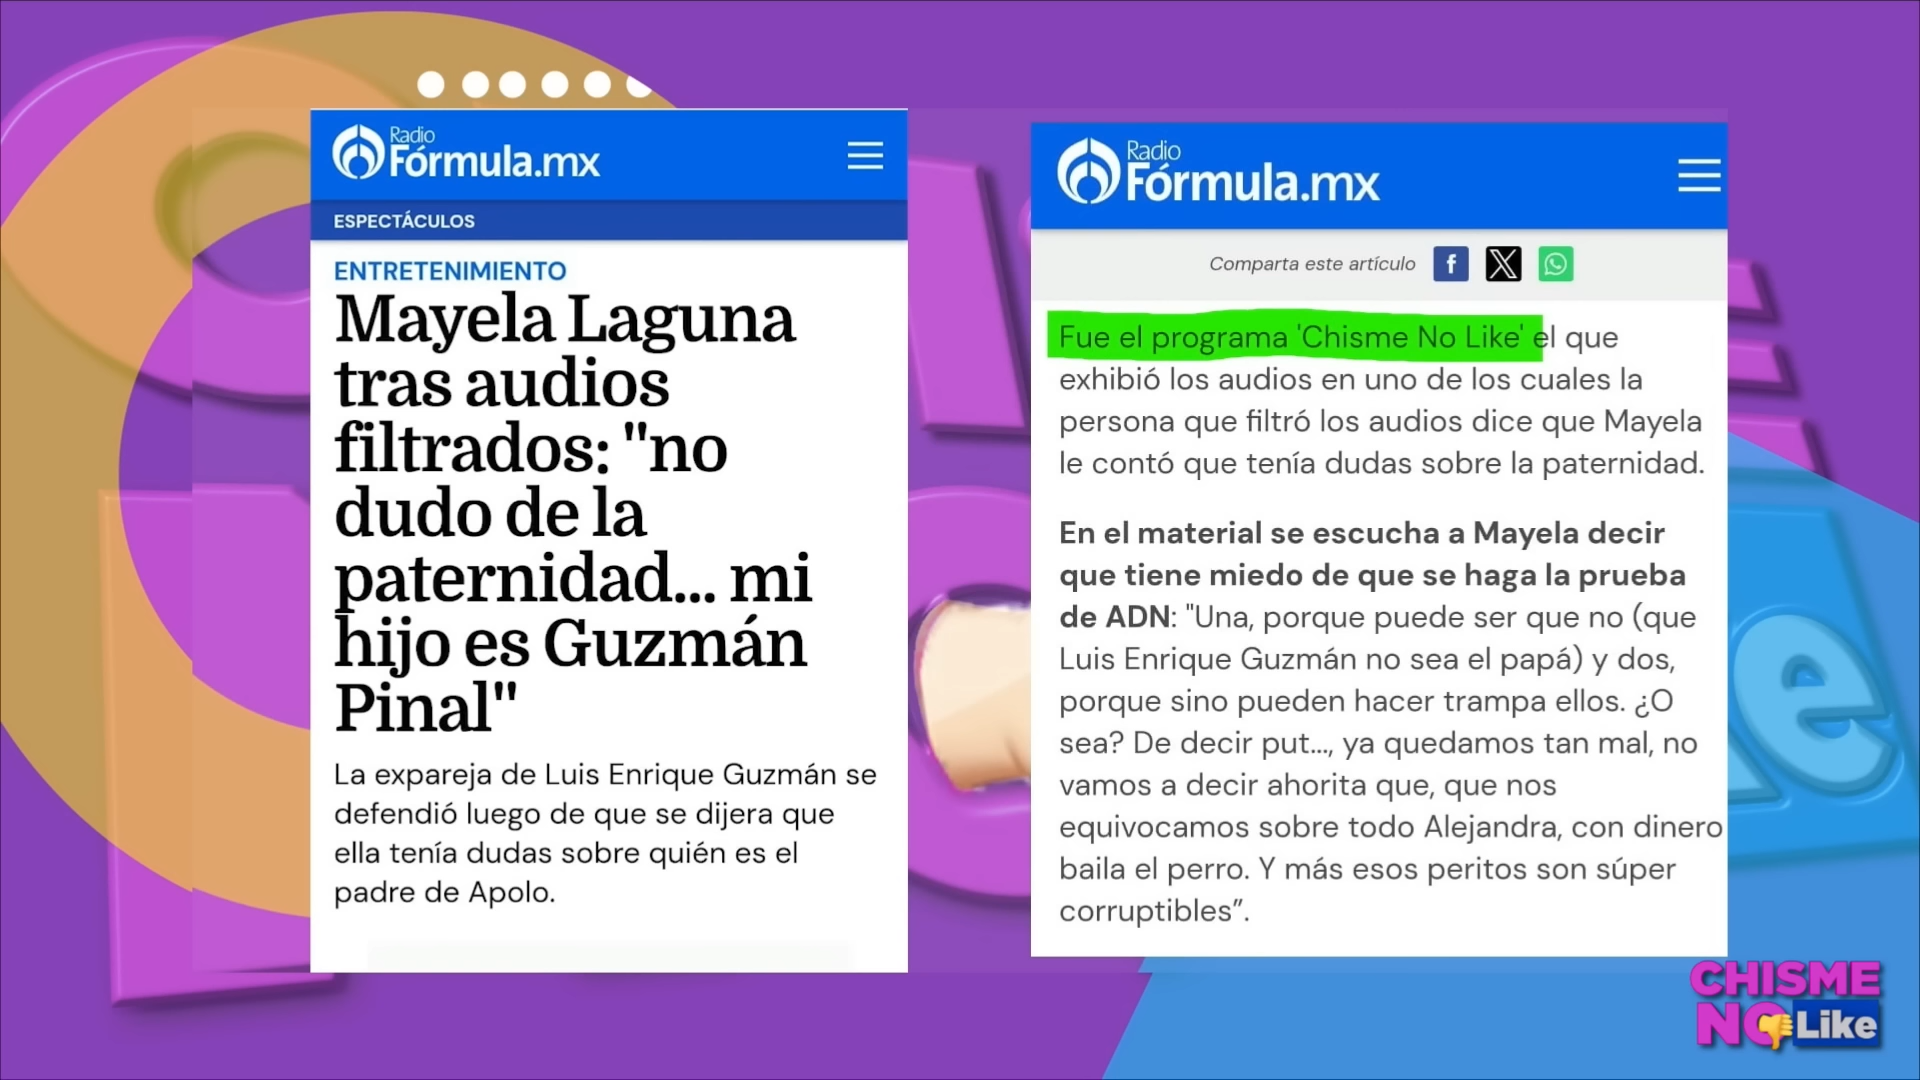 Radio
Fórmula.mx
ESPECTÁCULOS
ENTRETENIMIENTO
Mayela Laguna
tras audios
filtrados: "no
dudo de la
paternidad... mi
hijo es Guzmán
Pinal"
La expareja de Luis Enrique Guzmán se
defendió luego de que se dijera que
ella tenía dudas sobre quién es el
padre de Apolo.
Radio
Fórmula.mx
Comparta este artículo
Fue el programa 'Chisme No Like' el que
exhibió los audios en uno de los cuales la
persona que filtró los audios dice que Mayela
le contó que tenía dudas sobre la paternidad.
En el material se escucha a Mayela decir
que tiene miedo de que se haga la prueba
de ADN: "Una, porque puede ser que no (que
Luis Enrique Guzmán no sea el papá) y dos,
porque sino pueden hacer trampa ellos. ¿O
sea? De decir put..., ya quedamos tan mal, no
vamos a decir ahorita que, que nos
equivocamos sobre todo Alejandra, con dinero
baila el perro. Y más esos peritos son súper
corruptibles”.
CHISME
NO Like